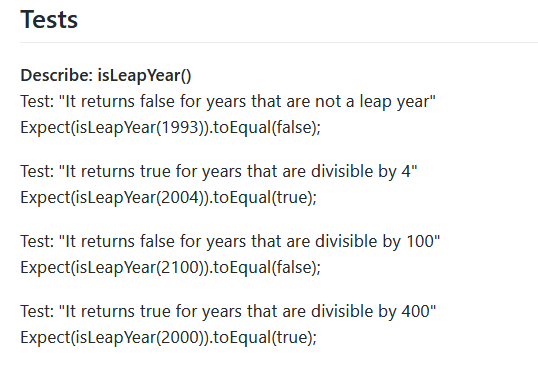 Tests
Describe: isLeapYear()
Test: "It returns false for years that are not a leap year"
Expect(isLeapYear(1993)).toEqual(false);
Test: "It returns true for years that are divisible by 4"
Expect(isLeapYear(2004)).toEqual(true);
Test: "It returns false for years that are divisible by 100"
Expect(isLeapYear(2100)).toEqual(false);
Test: "It returns true for years that are divisible by 400"
Expect(isLeapYear(2000)).toEqual(true);